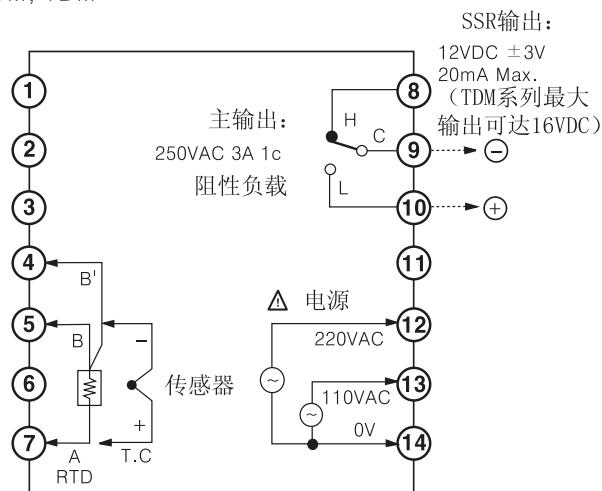 SSR输出：
12VDC ±3V
20mA Max.
（TDM系列最大
输出可达16VDC）
主输出：
250VAC 3A 1c
阻性负载
1
2
3
4
5
6
7
8
9
10
11
12
13
14
H
C
L
−
+
B'
B
A
RTD
−
+
T.C
传感器
⚠ 电源
220VAC
110VAC
0V
~
~